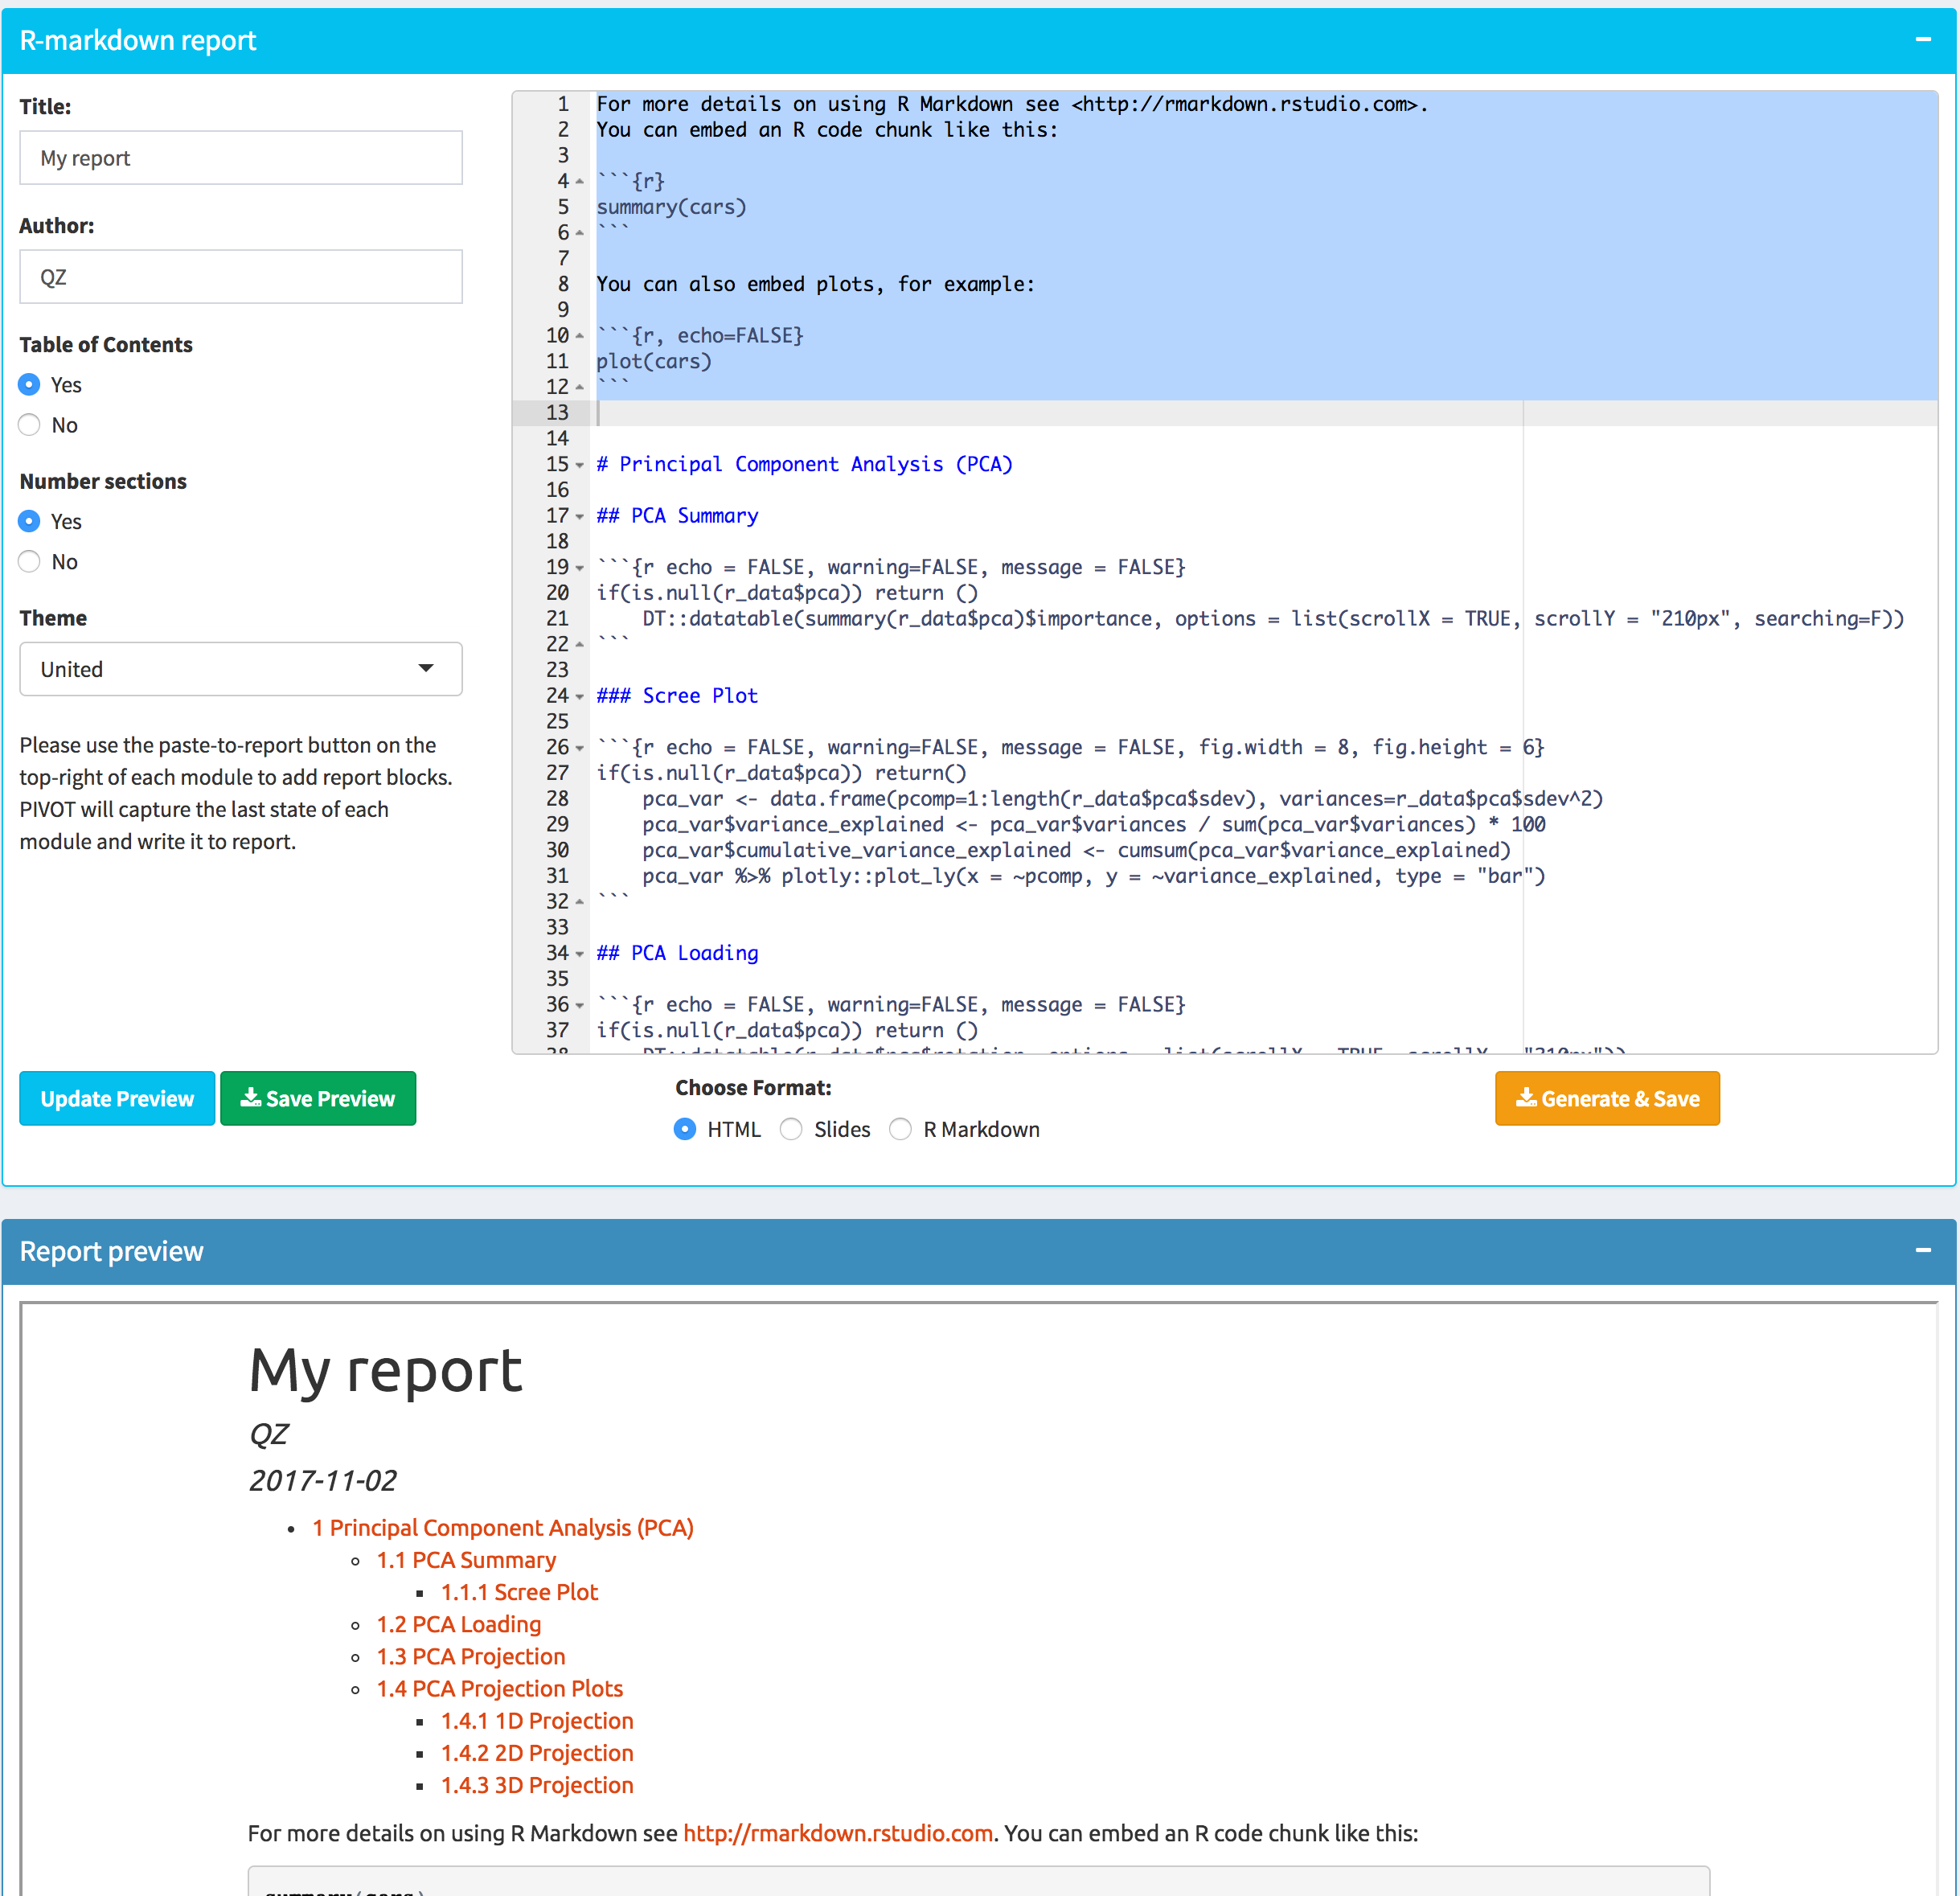 R-markdown report
Title:
My report
Author:
QZ
Table of Contents
Yes
No
Number sections
Yes
No
Theme
United
Please use the paste-to-report button on the
top-right of each module to add report blocks.
PIVOT will capture the last state of each
module and write it to report.
1 For more details on using R Markdown see <http://rmarkdown.rstudio.com>.
2 You can embed an R code chunk like this:
3
4 ```{r}
5 summary(cars)
6 ```
7
8 You can also embed plots, for example:
9
10 ```{r, echo=FALSE}
11 plot(cars)
12 ```
13
14
15 # Principal Component Analysis (PCA)
16
17 ## PCA Summary
18
19 ```{r echo = FALSE, warning=FALSE, message = FALSE}
20 if(is.null(r_data$pca)) return ()
21     DT::datatable(summary(r_data$pca)$importance, options = list(scrollX = TRUE, scrollY = "210px", searching=F))
22 ```
23
24 ### Scree Plot
25
26 ```{r echo = FALSE, warning=FALSE, message = FALSE, fig.width = 8, fig.height = 6}
27 if(is.null(r_data$pca)) return()
28     pca_var <- data.frame(pcomp=1:length(r_data$pca$sdev), variances=r_data$pca$sdev^2)
29     pca_var$variance_explained <- pca_var$variances / sum(pca_var$variances) * 100
30     pca_var$cumulative_variance_explained <- cumsum(pca_var$variance_explained)
31     pca_var %>% plotly::plot_ly(x = ~pcomp, y = ~variance_explained, type = "bar")
32 ```
33
34 ## PCA Loading
35
36 ```{r echo = FALSE, warning=FALSE, message = FALSE}
37 if(is.null(r_data$pca)) return ()
Update Preview
Save Preview
Choose Format:
HTML Slides R Markdown
Generate & Save
Report preview
My report
QZ
2017-11-02
1 Principal Component Analysis (PCA)
1.1 PCA Summary
1.1.1 Scree Plot
1.2 PCA Loading
1.3 PCA Projection
1.4 PCA Projection Plots
1.4.1 1D Projection
1.4.2 2D Projection
1.4.3 3D Projection
For more details on using R Markdown see http://rmarkdown.rstudio.com. You can embed an R code chunk like this: